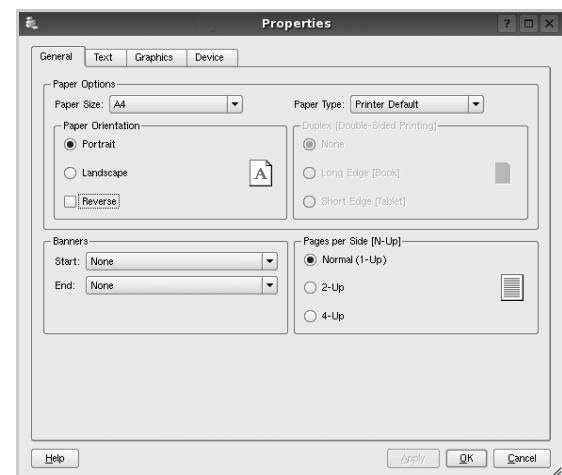 Properties
General Text Graphics Device
Paper Options
Paper Size: A4 Paper Type: Printer Default
Paper Orientation
Portrait
Landscape
A
Reverse
Duplex [Double-Sided Printing]
None
Long Edge [Book]
Short Edge [Tablet]
Banners
Start: None
End: None
Pages per Side [N-Up]
Normal (1-Up)
2-Up
4-Up
Help Apply OK Cancel